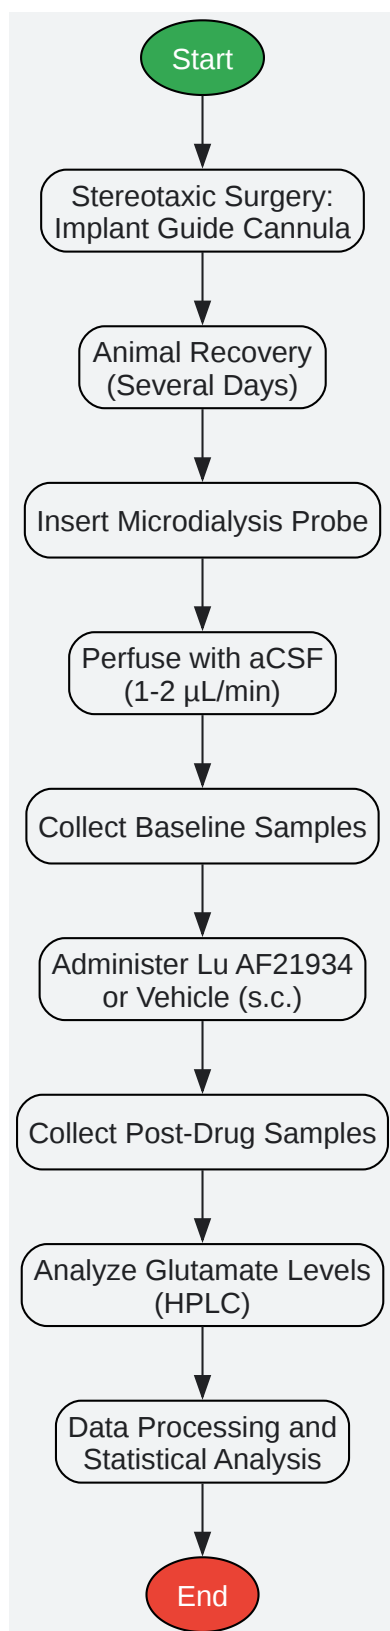 Start
Stereotaxic Surgery:
Implant Guide Cannula
Animal Recovery
(Several Days)
Insert Microdialysis Probe
Perfuse with aCSF
(1-2 µL/min)
Collect Baseline Samples
Administer Lu AF21934
or Vehicle (s.c.)
Collect Post-Drug Samples
Analyze Glutamate Levels
(HPLC)
Data Processing and
Statistical Analysis
End